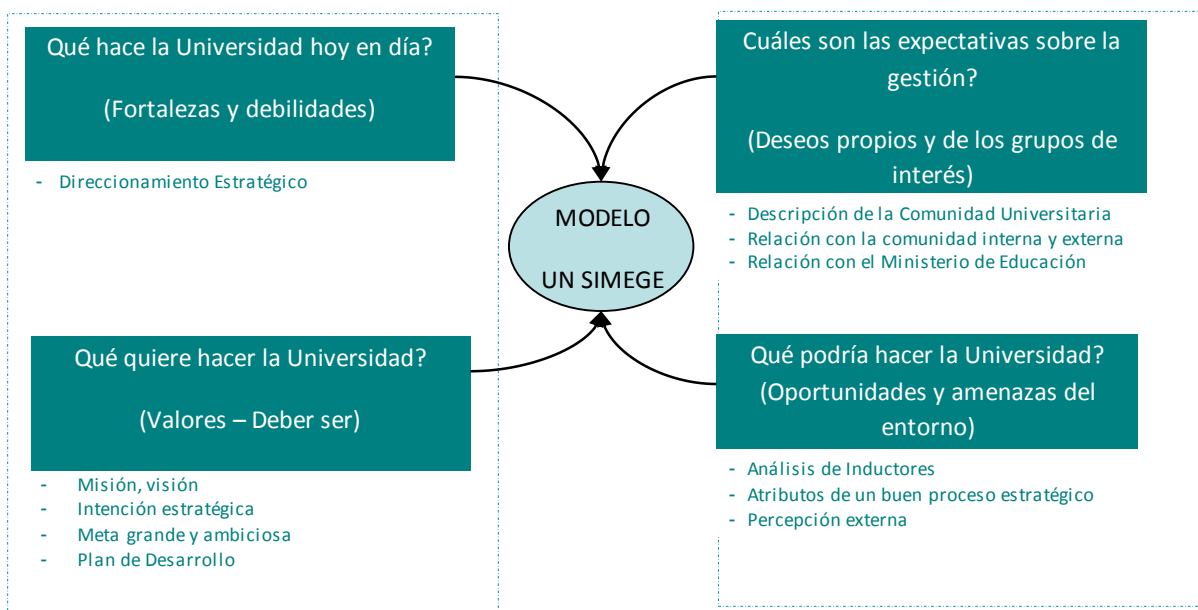 Qué hace la Universidad hoy en día?
(Fortalezas y debilidades)
- Direccionamiento Estratégico
Cuáles son las expectativas sobre la
gestión?
(Deseos propios y de los grupos de
interés)
- Descripción de la Comunidad Universitaria
- Relación con la comunidad interna y externa
- Relación con el Ministerio de Educación
MODELO
UN SIMEGE
Qué quiere hacer la Universidad?
(Valores – Deber ser)
- Misión, visión
- Intención estratégica
- Meta grande y ambiciosa
- Plan de Desarrollo
Qué podría hacer la Universidad?
(Oportunidades y amenazas del
entorno)
- Análisis de Inductores
- Atributos de un buen proceso estratégico
- Percepción externa